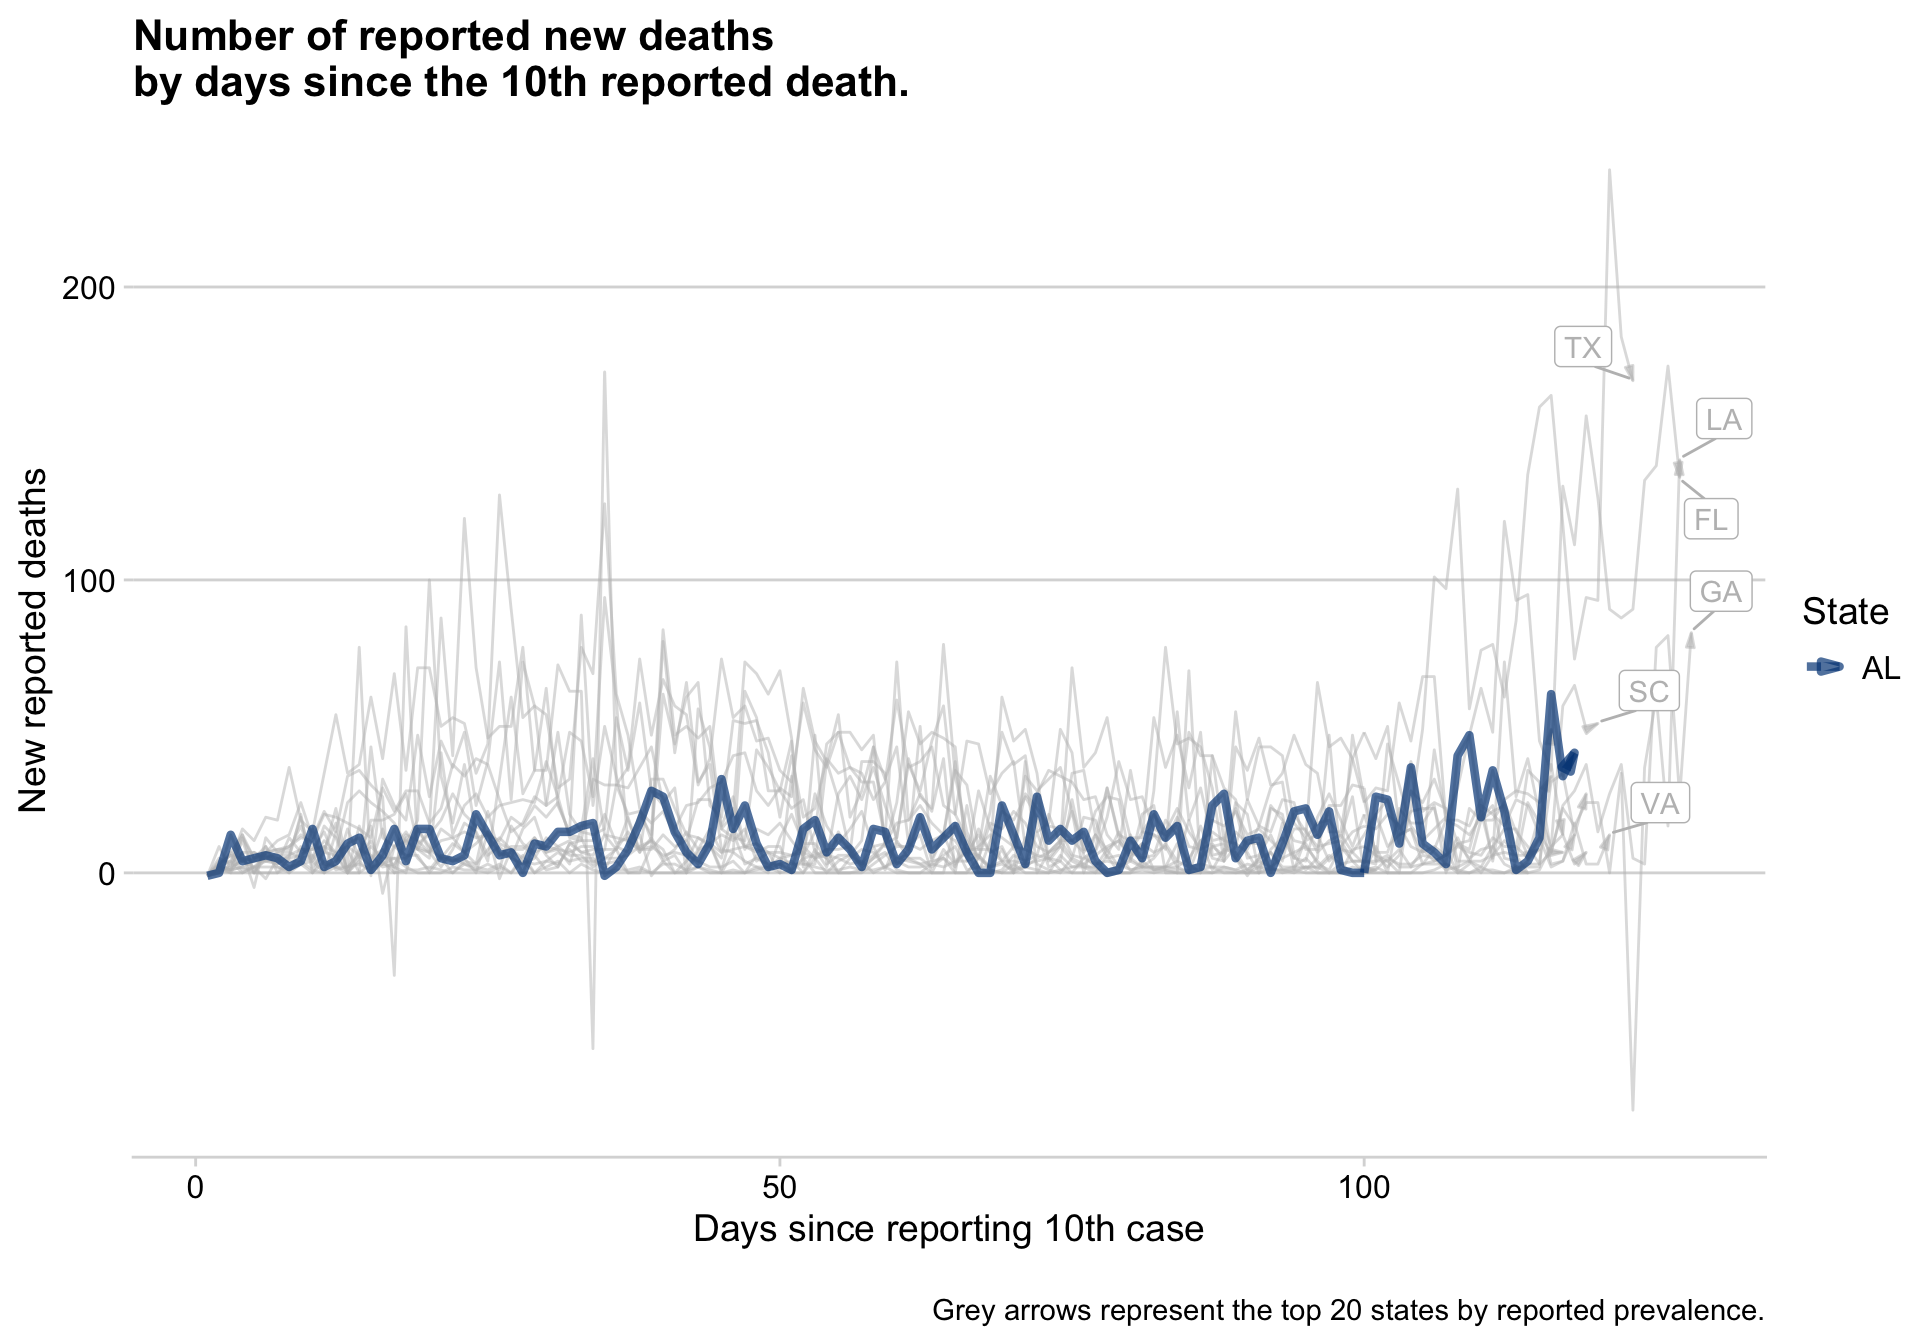 Number of reported new deaths
by days since the 10th reported death.
New reported deaths
200
100
0
TX
LA
FL
GA
SC
VA
State
AL
0
50
100
Days since reporting 10th case
Grey arrows represent the top 20 states by reported prevalence.